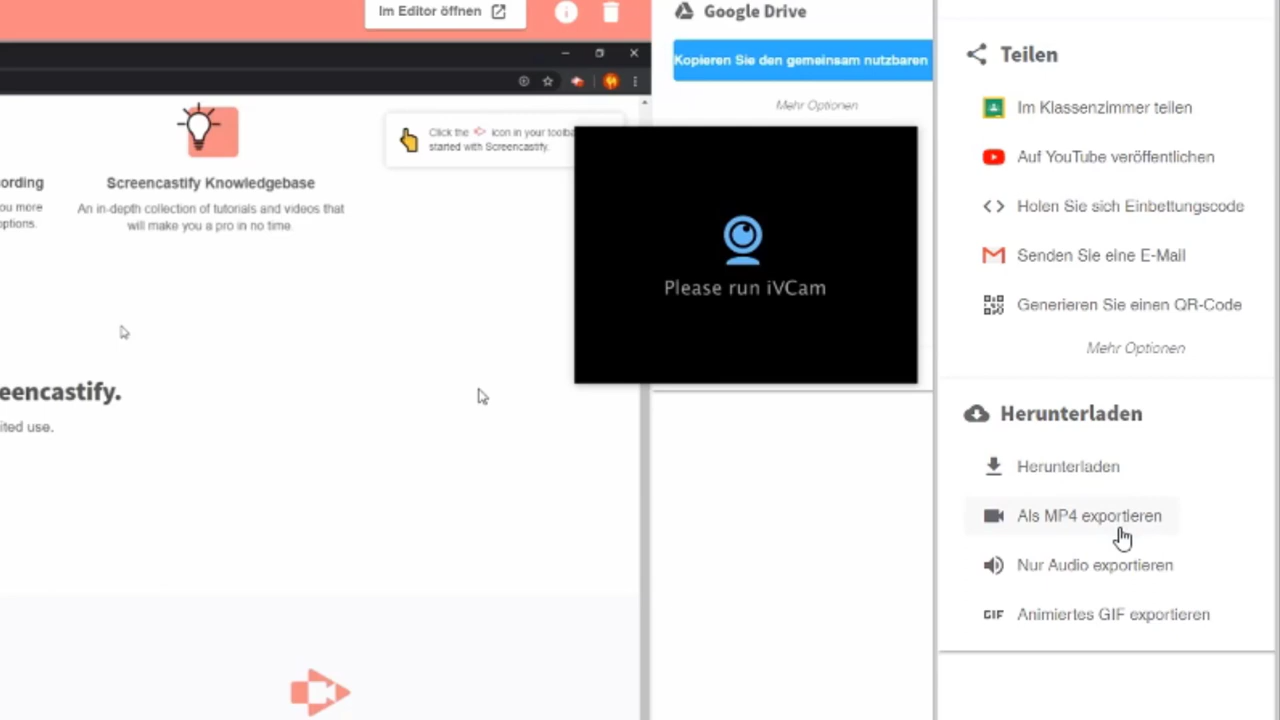 Im Editor öffnen
Google Drive
Kopieren Sie den gemeinsam nutzbaren
Mehr Optionen
Click the icon in your toolba
started with Screencastify.
ording
ou more
ptions.
Screencastify Knowledgebase
An in-depth collection of tutorials and videos that
will make you a pro in no time
Please run iVCam
eencastify.
ited use.
Teilen
Im Klassenzimmer teilen
Auf YouTube veröffentlichen
Holen Sie sich Einbettungscode
Senden Sie eine E-Mail
Generieren Sie einen QR-Code
Mehr Optionen
Herunterladen
Herunterladen
Als MP4 exportieren
Nur Audio exportieren
GIF Animiertes GIF exportieren